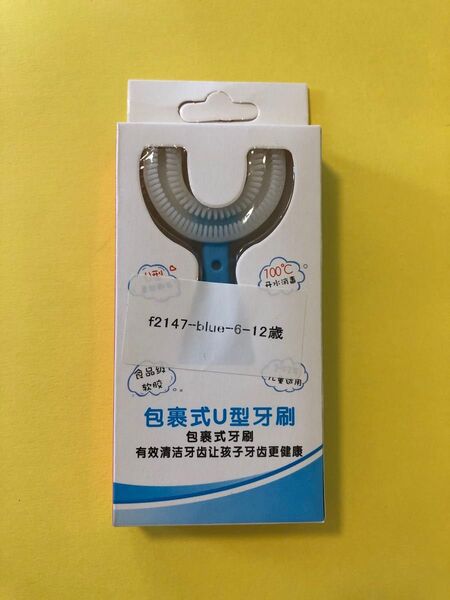 U型
100℃
开水消毒
f2147-blue-6-12歳
食品级
软胶
儿童适用
包裹式U型牙刷
包裹式牙刷
有效清洁牙齿让孩子牙齿更健康